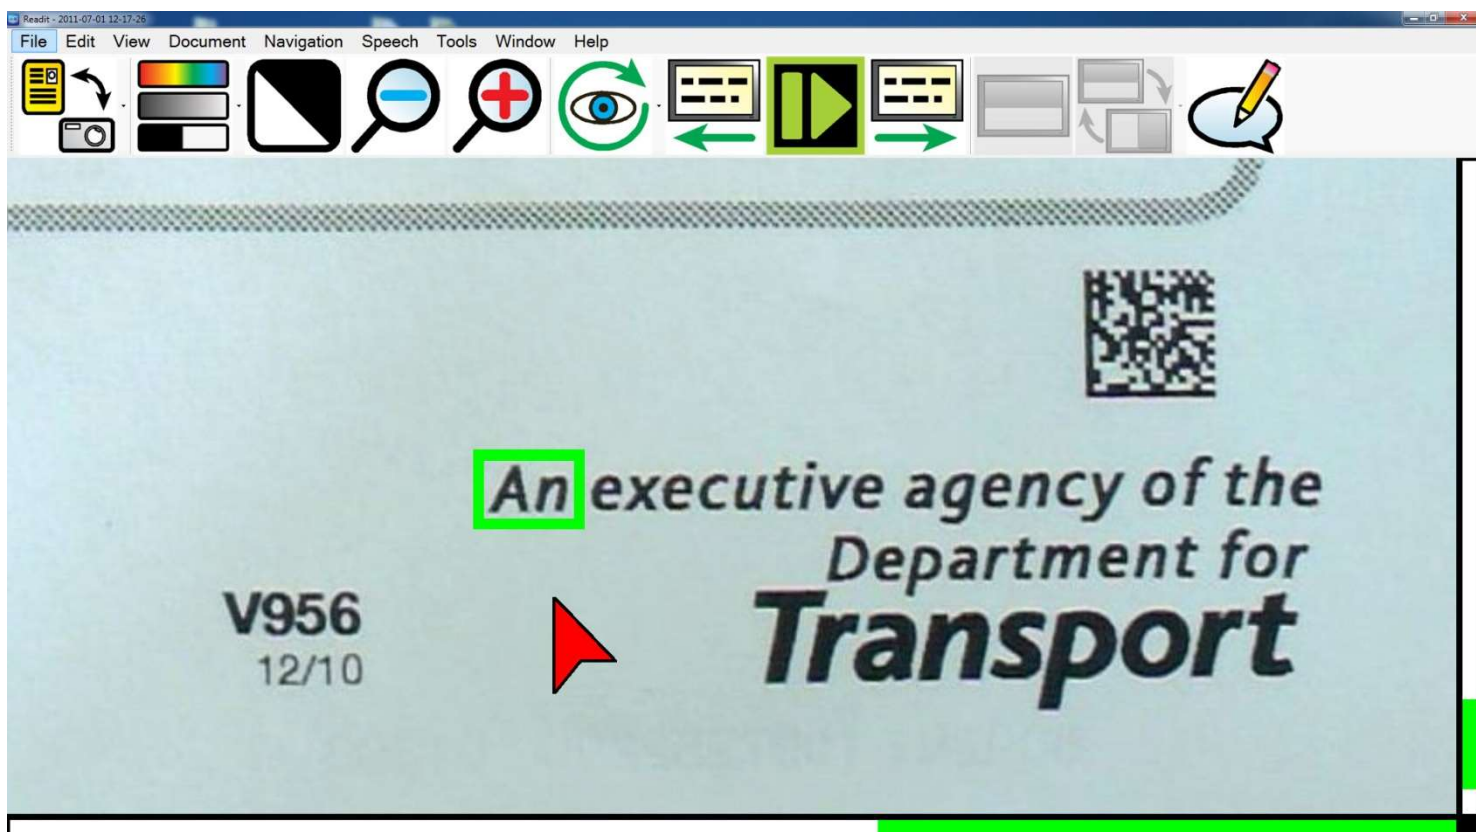 Readit - 2011-07-01 12-17-26
File Edit View Document Navigation Speech Tools Window Help
An executive agency of the
Department for
Transport
V956
12/10